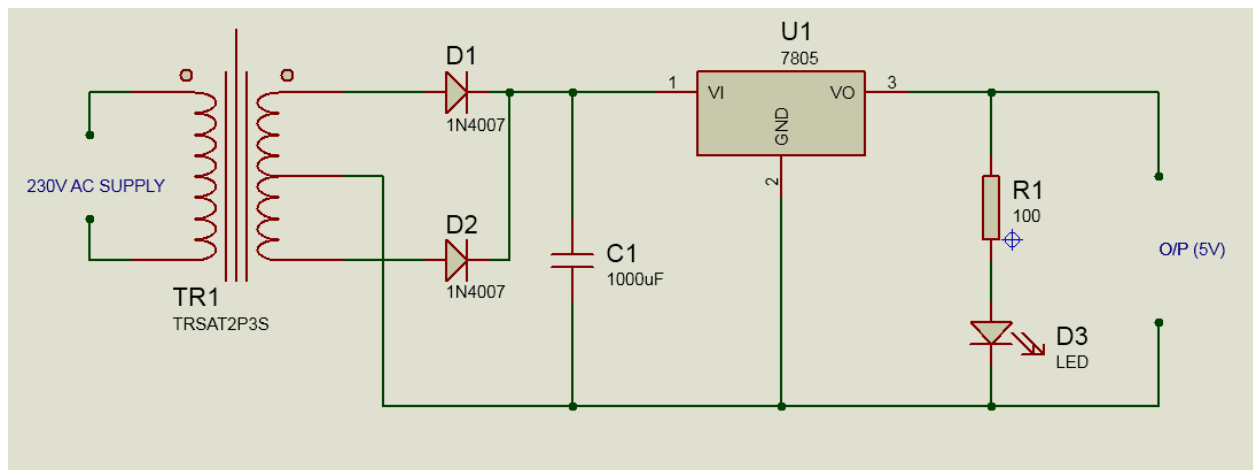 U1
7805
D1
1N4007
1
VI
VO
3
GND
2
230V AC SUPPLY
D2
1N4007
C1
1000uF
R1
100
O/P (5V)
TR1
TRSAT2P3S
D3
LED